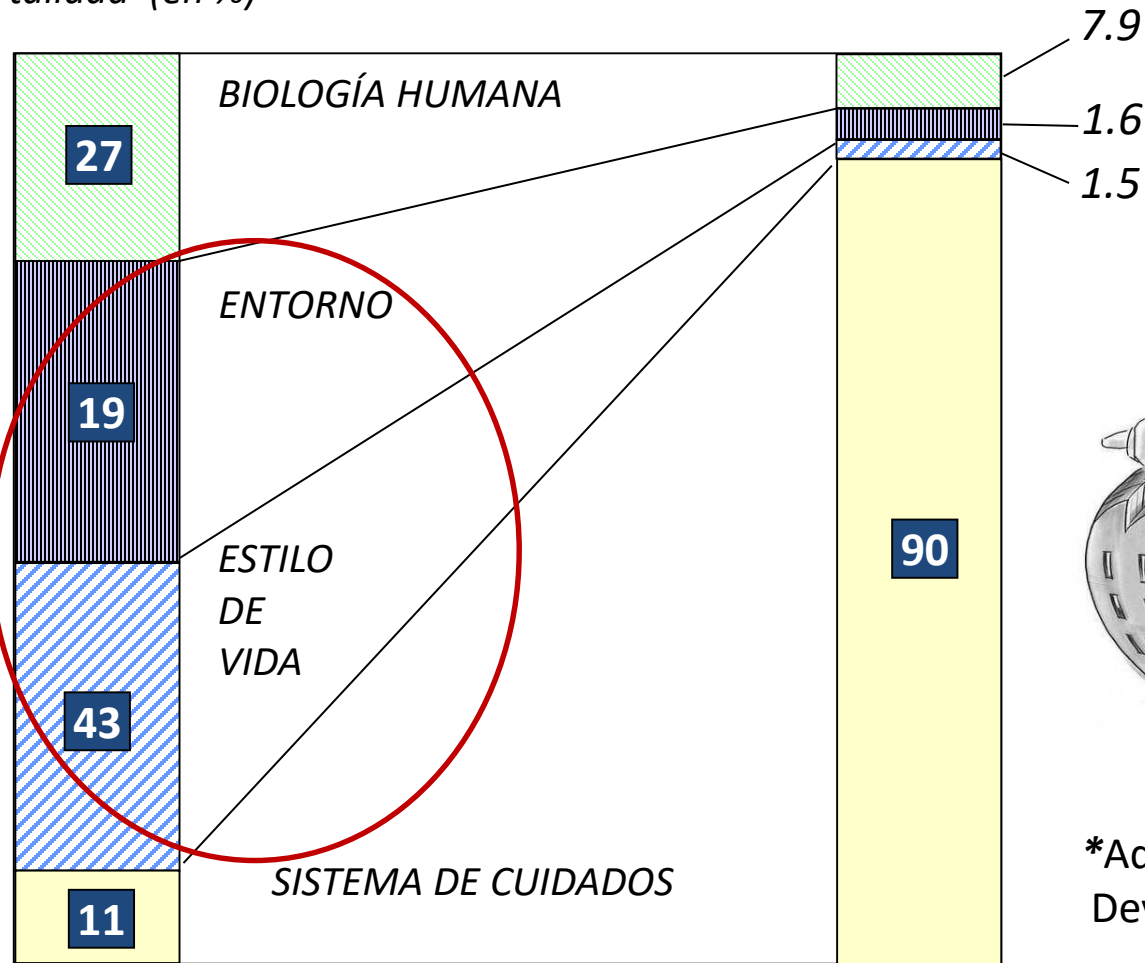 (en %)
7.9
BIOLOGÍA HUMANA
1.6
27
1.5
ENTORNO
19
90
ESTILO
DE
VIDA
43
SISTEMA DE CUIDADOS
11